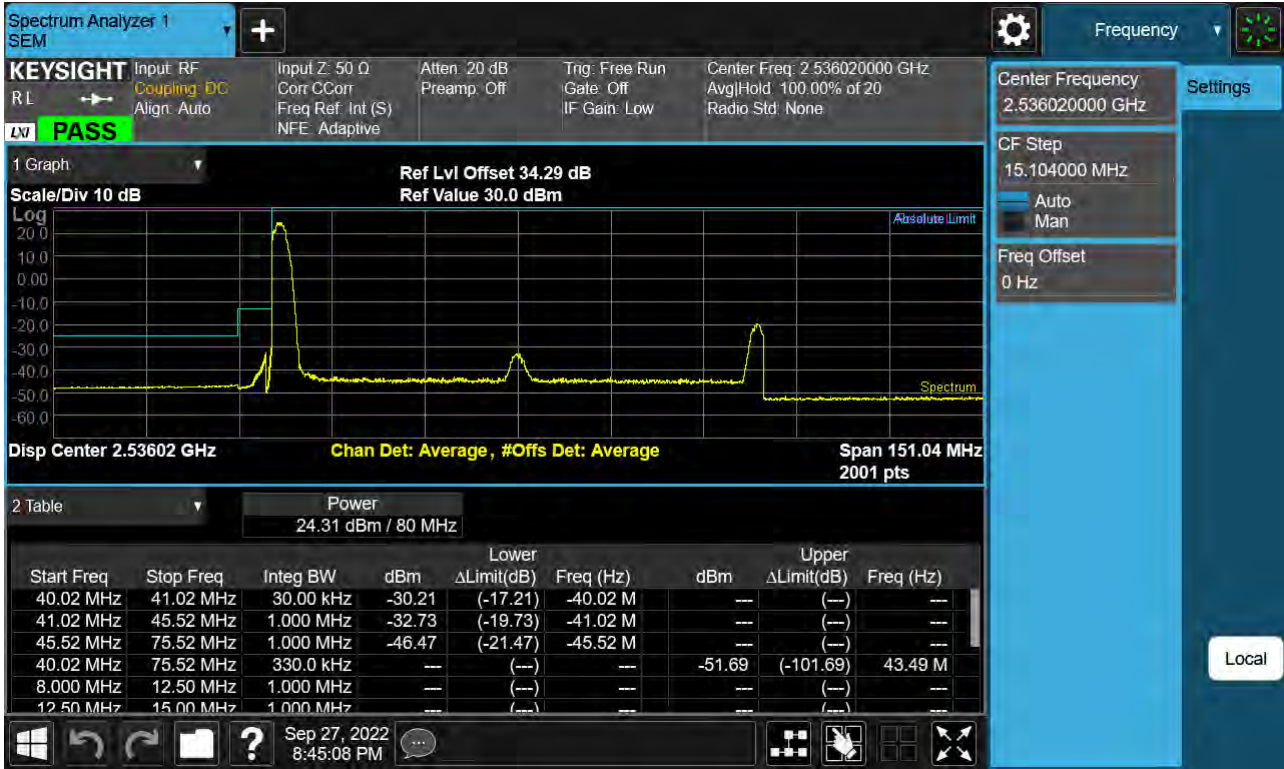 Spectrum Analyzer 1
SEM
Frequency
KEYSIGHT
R L
LXI
PASS
Input: RF
Coupling: DC
Align: Auto
Input Z: 50 Ω
Corr CCorr
Freq Ref: Int (S)
NFE: Adaptive
Atten: 20 dB
Preamp: Off
Trig: Free Run
Gate: Off
IF Gain: Low
Center Freq: 2.536020000 GHz
Avg|Hold: 100.00% of 20
Radio Std: None
Center Frequency
2.536020000 GHz
Settings
CF Step
15.104000 MHz
Auto
Man
Freq Offset
0 Hz
Local
1 Graph
Scale/Div 10 dB
Ref Lvl Offset 34.29 dB
Ref Value 30.0 dBm
Log
20.0
10.0
0.00
-10.0
-20.0
-30.0
-40.0
-50.0
-60.0
Limit
Spectrum
Disp Center 2.53602 GHz
Chan Det: Average, #Offs Det: Average
Span 151.04 MHz
2001 pts
2 Table
Power
24.31 dBm / 80 MHz
Lower Upper
Start Freq Stop Freq Integ BW dBm ΔLimit(dB) Freq (Hz) dBm ΔLimit(dB) Freq (Hz)
40.02 MHz 41.02 MHz 30.00 kHz -30.21 (-17.21) -40.02 M --- (---) ---
41.02 MHz 45.52 MHz 1.000 MHz -32.73 (-19.73) -41.02 M --- (---) ---
45.52 MHz 75.52 MHz 1.000 MHz -46.47 (-21.47) -45.52 M --- (---) ---
40.02 MHz 75.52 MHz 330.0 kHz --- (---) --- -51.69 (-101.69) 43.49 M
8.000 MHz 12.50 MHz 1.000 MHz --- (---) --- --- (---) ---
12.50 MHz 15.00 MHz 1.000 MHz --- (---) --- --- (---) ---
?
Sep 27, 2022
8:45:08 PM